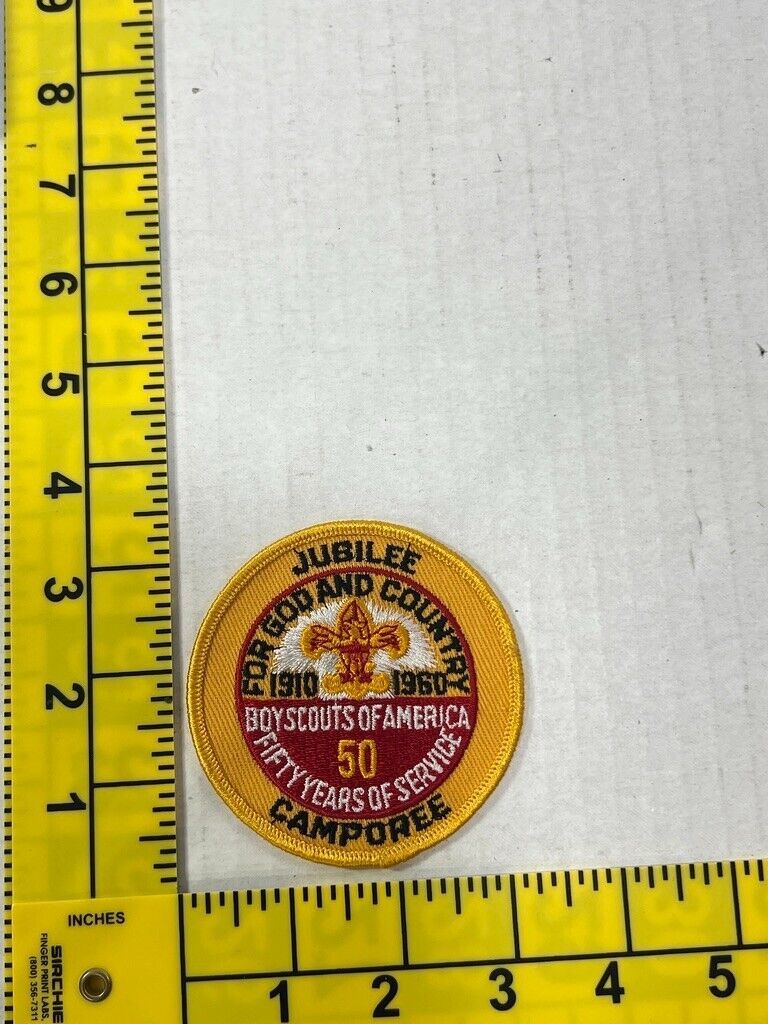 9
8
7
6
5
4
3
2
1
JUBILEE
FOR GOD AND COUNTRY
1910 1960
BOY SCOUTS OF AMERICA
50
FIFTY YEARS OF SERVICE
CAMPOREE
INCHES
SIRCHIE
FINGER PRINT LABS,
(800) 356-7311
1 2 3 4 5